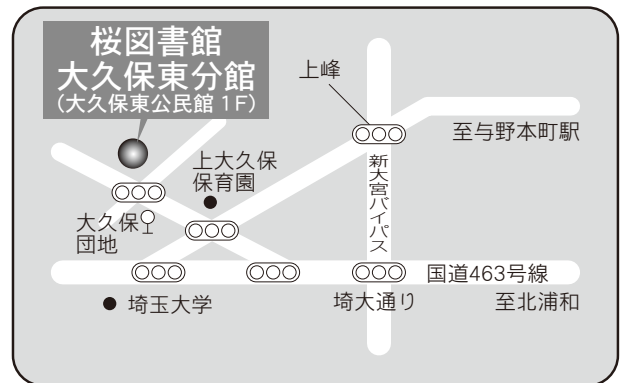 桜図書館
大久保東分館
(大久保東公民館1F)
上峰
至与野本町駅
上大久保
保育園
新大宮バイパス
大久保
団地
国道463号線
埼玉大学
埼大通り
至北浦和